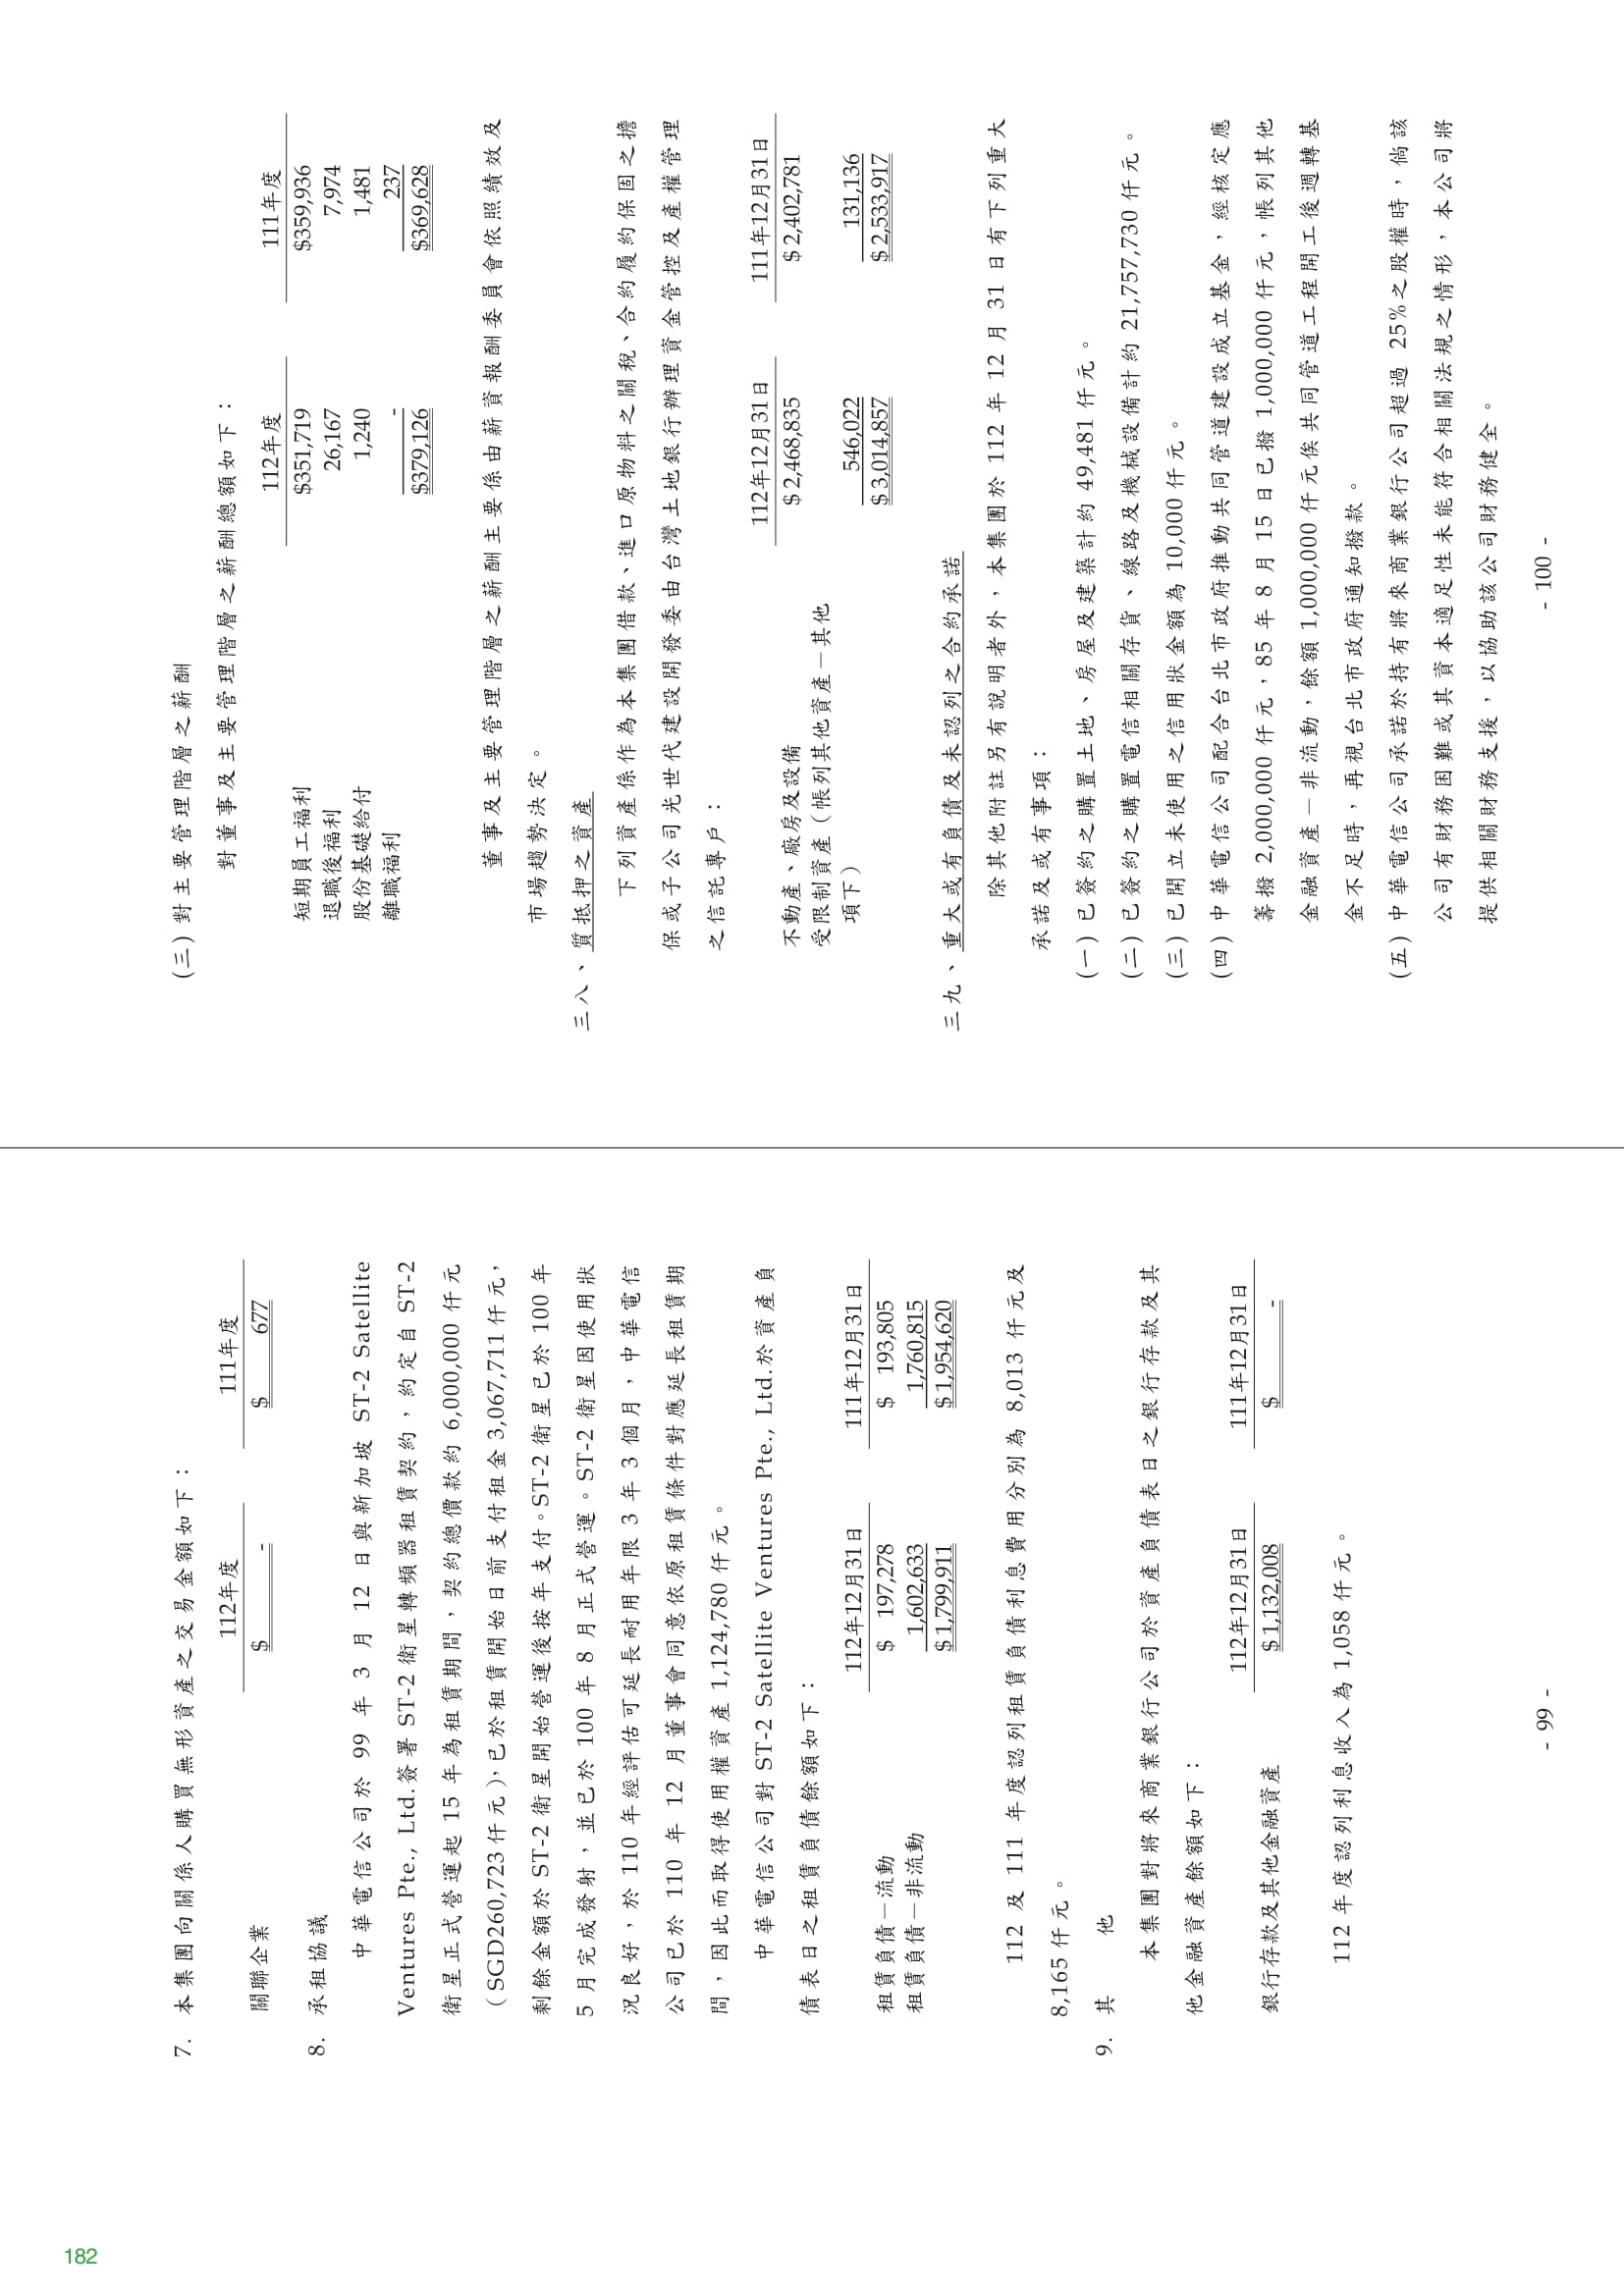 7. 本集團向關係人購買無形資產之交易金額如下：
112年度 111年度
關聯企業 $ - $ 677
8. 承租協議
中華電信公司於 99 年 3 月 12 日與新加坡 ST-2 Satellite
Ventures Pte., Ltd.簽署 ST-2 衛星轉頻器租賃契約，約定自 ST-2
衛星正式營運起 15 年為租賃期間，契約總價款約 6,000,000 仟元
（SGD260,723 仟元），已於租賃開始日前支付租金 3,067,711 仟元，
剩餘金額於 ST-2 衛星開始營運後按年支付。ST-2 衛星已於 100 年
5 月完成發射，並已於 100 年 8 月正式營運。ST-2 衛星因使用狀
況良好，於 110 年經評估可延長耐用年限 3 年 3 個月，中華電信
公司已於 110 年 12 月董事會同意依原租賃條件對應延長租賃期
間，因此而取得使用權資產 1,124,780 仟元。
中華電信公司對 ST-2 Satellite Ventures Pte., Ltd.於資產負
債表日之租賃負債餘額如下：
112年12月31日 111年12月31日
租賃負債－流動 $ 197,278 $ 193,805
租賃負債－非流動 1,602,633 1,760,815
$ 1,799,911 $ 1,954,620
112 及 111 年度認列租賃負債利息費用分別為 8,013 仟元及
8,165 仟元。
9. 其 他
本集團對將來商業銀行公司於資產負債表日之銀行存款及其
他金融資產餘額如下：
112年12月31日 111年12月31日
銀行存款及其他金融資產 $ 1,132,008 $ -
112 年度認列利息收入為 1,058 仟元。
- 99 -
(三) 對主要管理階層之薪酬
對董事及主要管理階層之薪酬總額如下：
112年度 111年度
短期員工福利 $351,719 $359,936
退職後福利 26,167 7,974
股份基礎給付 1,240 1,481
離職福利 - 237
$379,126 $369,628
董事及主要管理階層之薪酬主要係由薪資報酬委員會依照績效及
市場趨勢決定。
三八、質抵押之資產
下列資產係作為本集團借款、進口原物料之關稅、合約履約保固之擔
保或子公司光世代建設開發委由台灣土地銀行辦理資金管控及產權管理
之信託專戶：
112年12月31日 111年12月31日
不動產、廠房及設備 $ 2,468,835 $ 2,402,781
受限制資產（帳列其他資產－其他
項下） 546,022 131,136
$ 3,014,857 $ 2,533,917
三九、重大或有負債及未認列之合約承諾
除其他附註另有說明者外，本集團於 112 年 12 月 31 日有下列重大
承諾及或有事項：
(一) 已簽約之購置土地、房屋及建築計約 49,481 仟元。
(二) 已簽約之購置電信相關存貨、線路及機械設備計約 21,757,730 仟元。
(三) 已開立未使用之信用狀金額為 10,000 仟元。
(四) 中華電信公司配合台北市政府推動共同管道建設成立基金，經核定應
籌撥 2,000,000 仟元，85 年 8 月 15 日已撥 1,000,000 仟元，帳列其他
金融資產－非流動，餘額 1,000,000 仟元俟共同管道工程開工後週轉基
金不足時，再視台北市政府通知撥款。
(五) 中華電信公司承諾於持有將來商業銀行公司超過 25%之股權時，倘該
公司有財務困難或其資本適足性未能符合相關法規之情形，本公司將
提供相關財務支援，以協助該公司財務健全。
- 100 -
182